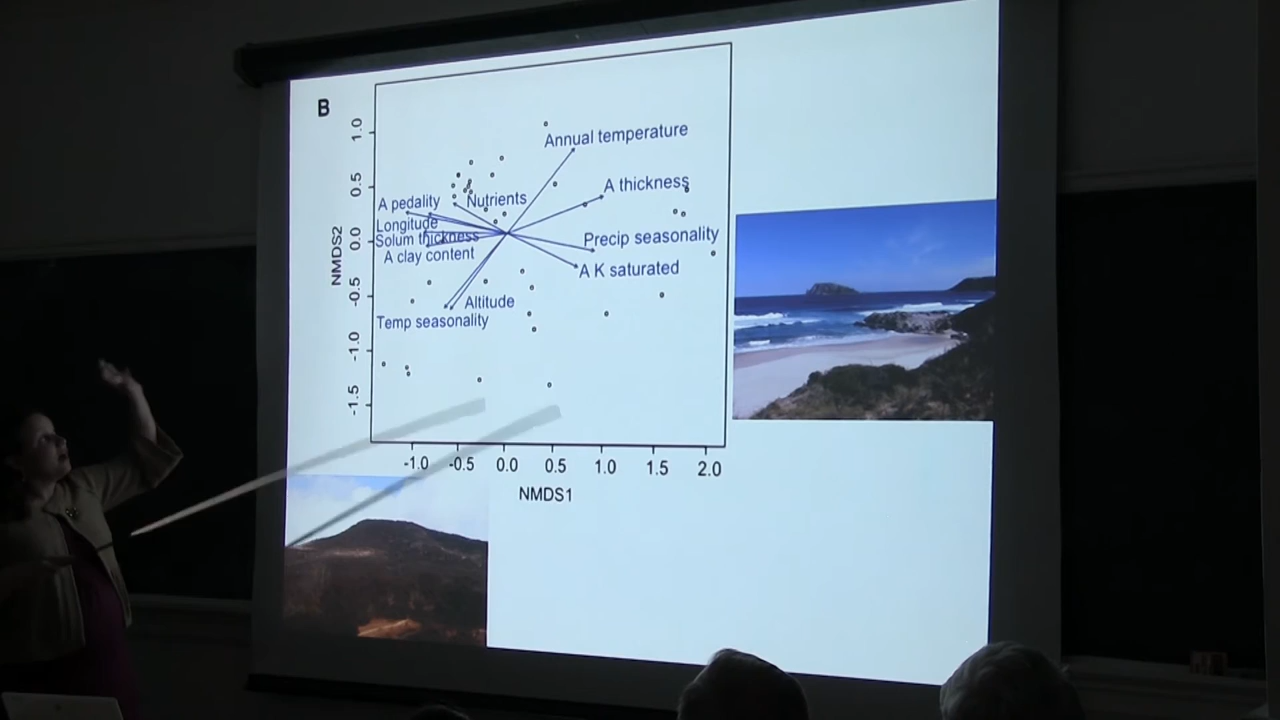 B
1.0
Annual temperature
0.5
A thickness
A pedality
Nutrients
Longitude
0.0
Solum thickness
Precip seasonality
A clay content
A K saturated
NMDS2
-0.5
Altitude
Temp seasonality
-1.0
-1.5
-1.0 -0.5 0.0 0.5 1.0 1.5 2.0
NMDS1